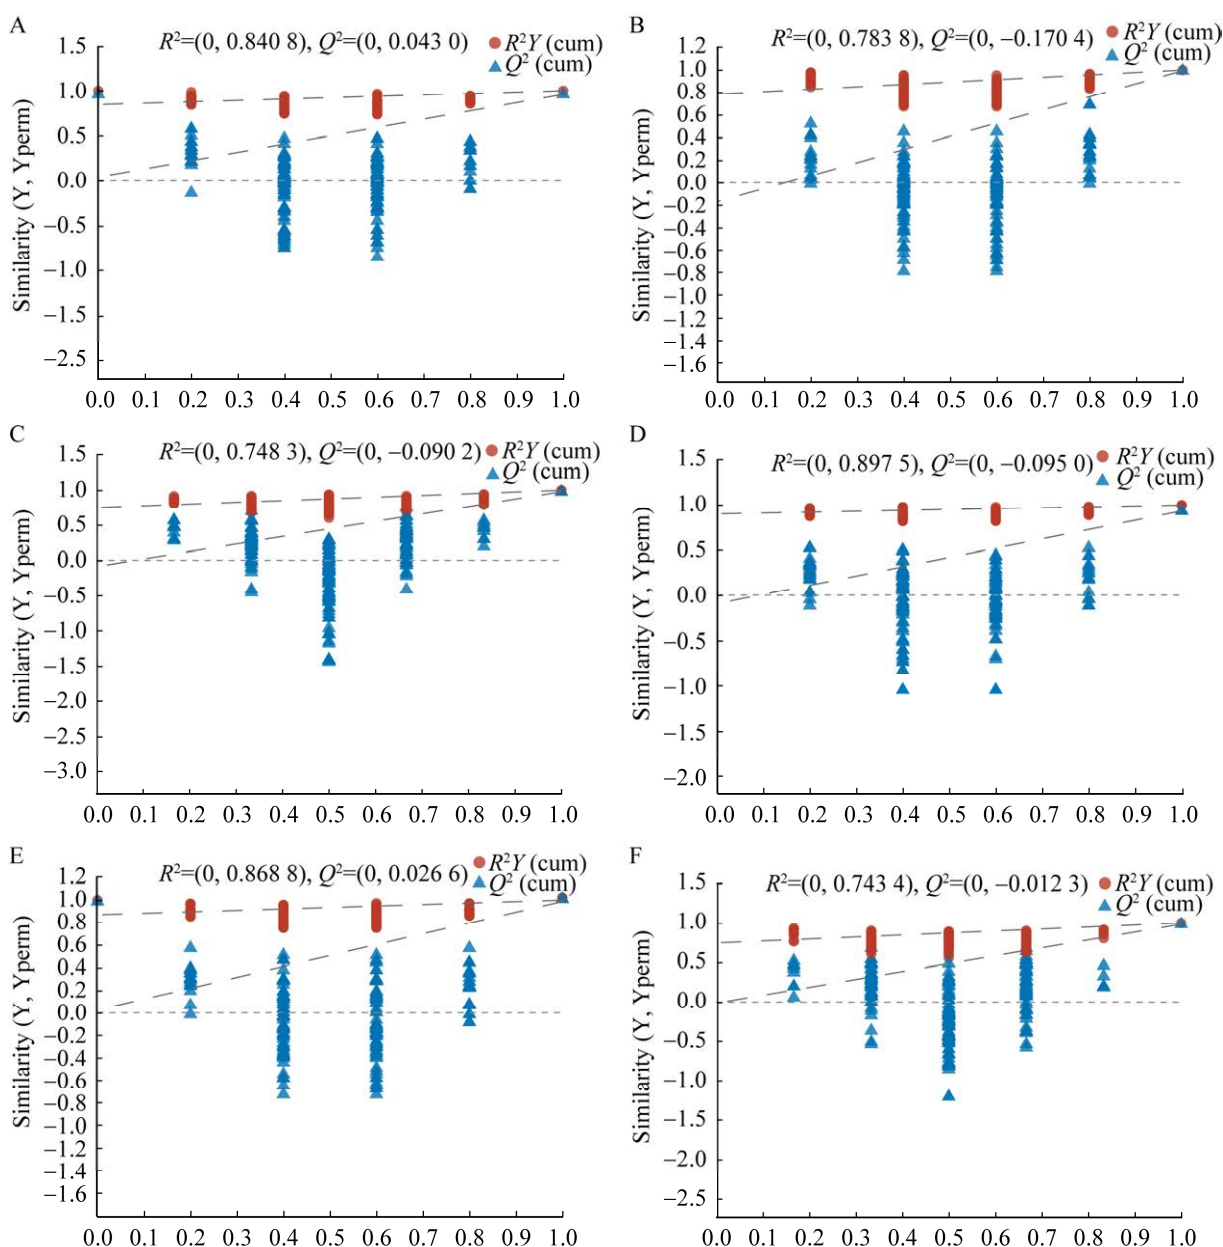 A
R²=(0, 0.840 8), Q²=(0, 0.043 0)
R²Y (cum)
Q² (cum)
Similarity (Y, Yperm)
1.5
1.0
0.5
0.0
−0.5
−1.0
−1.5
−2.5
0.0 0.1 0.2 0.3 0.4 0.5 0.6 0.7 0.8 0.9 1.0
B
R²=(0, 0.783 8), Q²=(0, −0.170 4)
R²Y (cum)
Q² (cum)
Similarity (Y, Yperm)
1.2
1.0
0.8
0.6
0.4
0.2
0.0
−0.2
−0.4
−0.6
−0.8
−1.0
−1.2
−1.4
−1.6
0.0 0.1 0.2 0.3 0.4 0.5 0.6 0.7 0.8 0.9 1.0
C
R²=(0, 0.748 3), Q²=(0, −0.090 2)
R²Y (cum)
Q² (cum)
Similarity (Y, Yperm)
1.5
1.0
0.5
0.0
−0.5
−1.0
−1.5
−2.0
−2.5
−3.0
0.0 0.1 0.2 0.3 0.4 0.5 0.6 0.7 0.8 0.9 1.0
D
R²=(0, 0.897 5), Q²=(0, −0.095 0)
R²Y (cum)
Q² (cum)
Similarity (Y, Yperm)
1.5
1.0
0.5
0.0
−0.5
−1.0
−1.5
−2.0
0.0 0.1 0.2 0.3 0.4 0.5 0.6 0.7 0.8 0.9 1.0
E
R²=(0, 0.868 8), Q²=(0, 0.026 6)
R²Y (cum)
Q² (cum)
Similarity (Y, Yperm)
1.2
1.0
0.8
0.6
0.4
0.2
0.0
−0.2
−0.4
−0.6
−0.8
−1.0
−1.2
−1.4
−1.6
0.0 0.1 0.2 0.3 0.4 0.5 0.6 0.7 0.8 0.9 1.0
F
R²=(0, 0.743 4), Q²=(0, −0.012 3)
R²Y (cum)
Q² (cum)
Similarity (Y, Yperm)
1.5
1.0
0.5
0.0
−0.5
−1.0
−1.5
−2.0
−2.5
0.0 0.1 0.2 0.3 0.4 0.5 0.6 0.7 0.8 0.9 1.0